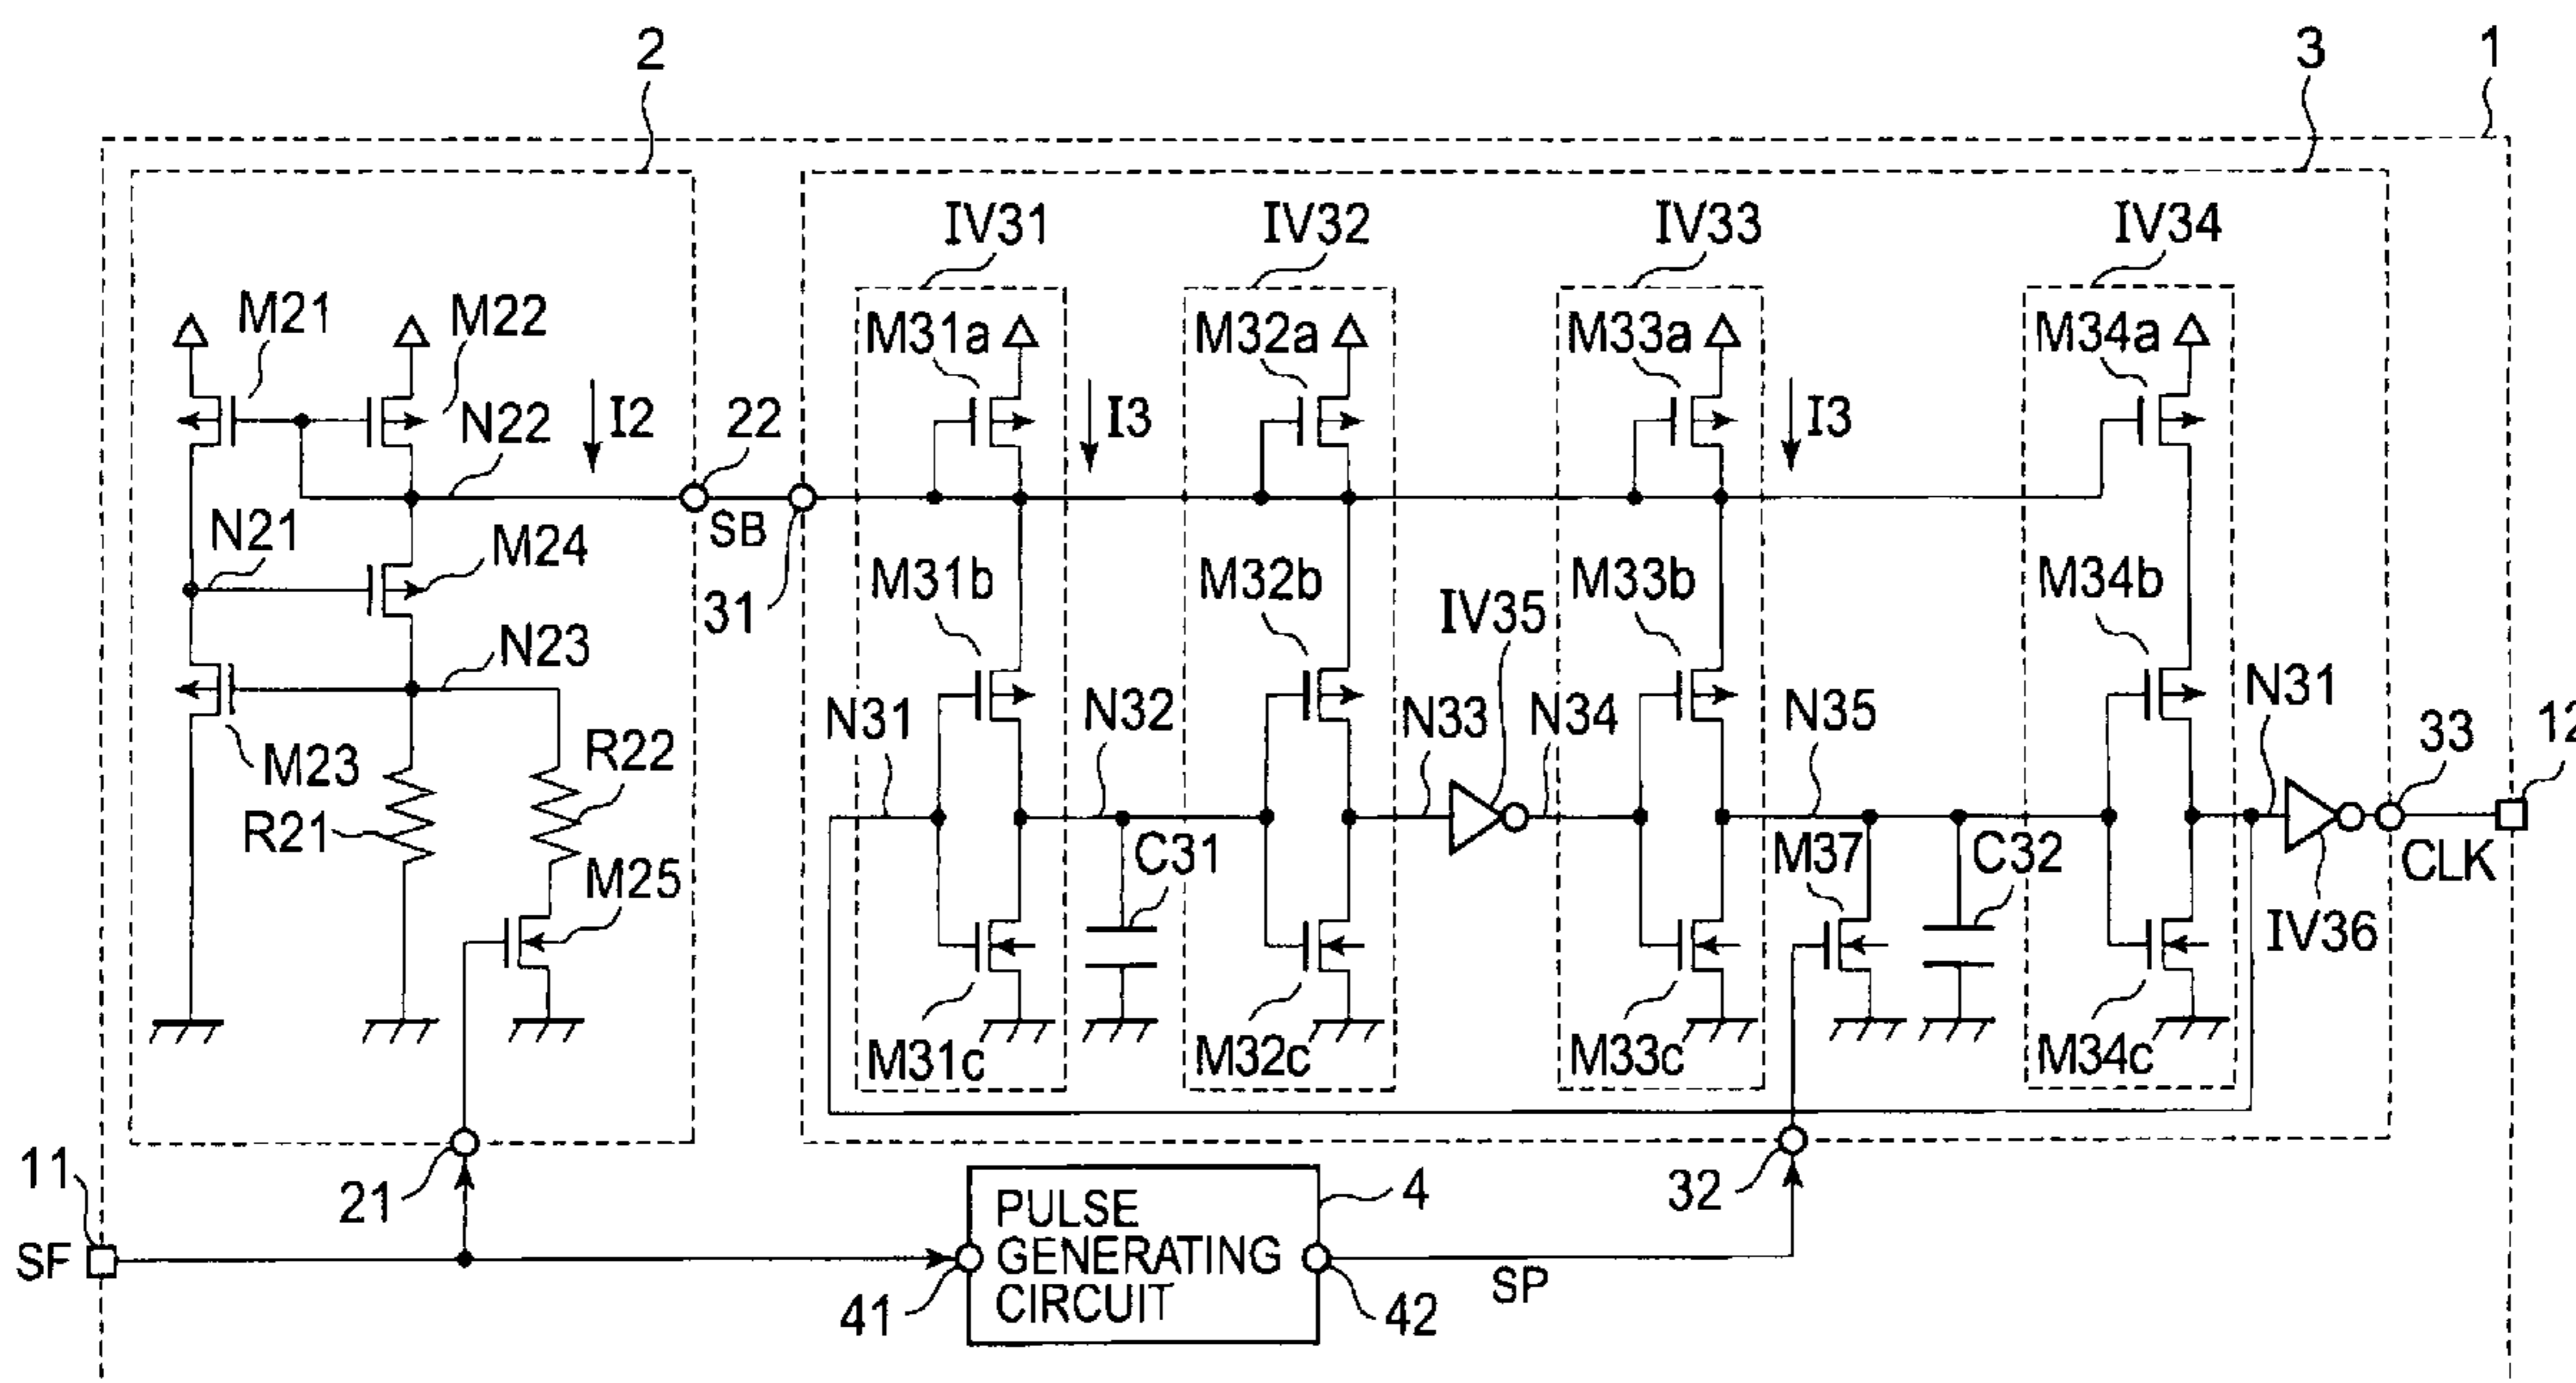 2
3
1
IV31
IV32
IV33
IV34
M21
M22
M31a
M32a
M33a
M34a
N22
I2
22
I3
I3
N21
M24
SB
31
M31b
M32b
IV35
M33b
M34b
N23
N31
N32
N33
N34
N35
N31
33
12
M23
R22
R21
C31
M37
C32
CLK
M25
IV36
M31c
M32c
M33c
M34c
11
21
32
SF
PULSE
GENERATING
CIRCUIT
4
41
42
SP